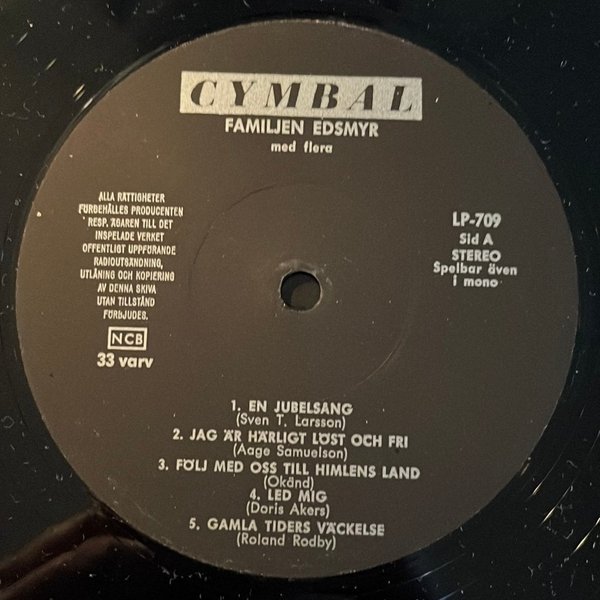 CYMBAL
FAMILJEN EDSMYR
med flera
ALLA RÄTTIGHETER
FÖRBEHÅLLES PRODUCENTEN
RESP. ÄGAREN TILL DET
INSPELADE VERKET
OFFENTLIGT UPPFÖRANDE
RADIOUTSÄNDNING,
UTLÅNING OCH KOPIERING
AV DENNA SKIVA
UTAN TILLSTÅND
FÖRBJUDES.
NCB
33 varv
LP-709
Sid A
STEREO
Spelbar även
i mono
1. EN JUBELSÅNG
(Sven T. Larsson)
2. JAG ÄR HÄRLIGT LÖST OCH FRI
(Aage Samuelson)
3. FÖLJ MED OSS TILL HIMLENS LAND
(Okänd)
4. LED MIG
(Doris Akers)
5. GAMLA TIDERS VÄCKELSE
(Roland Rodby)